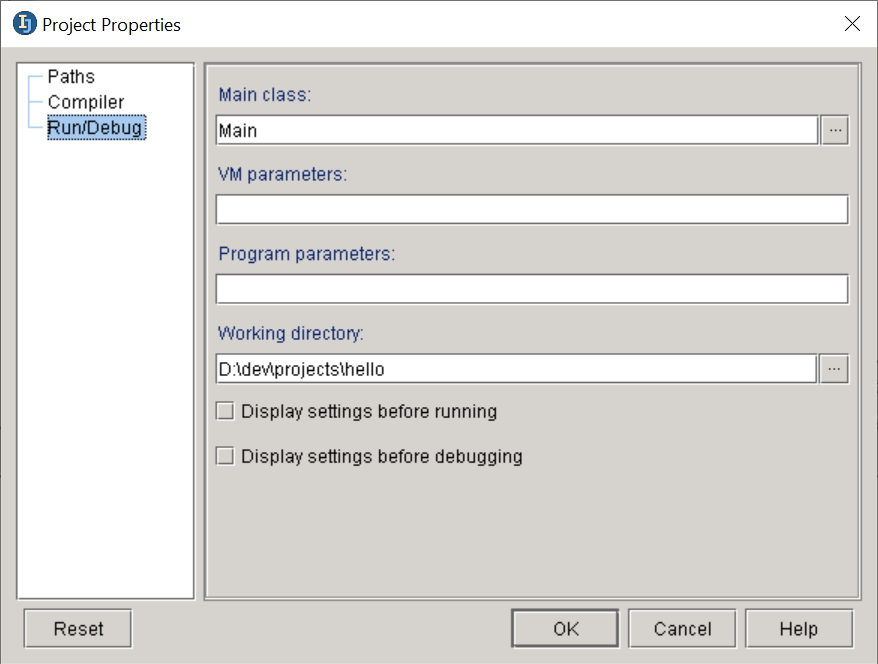 IJ Project Properties
Paths
Compiler
Run/Debug
Main class:
Main
...
VM parameters:
Program parameters:
Working directory:
D:\dev\projects\hello
...
Display settings before running
Display settings before debugging
Reset
OK
Cancel
Help